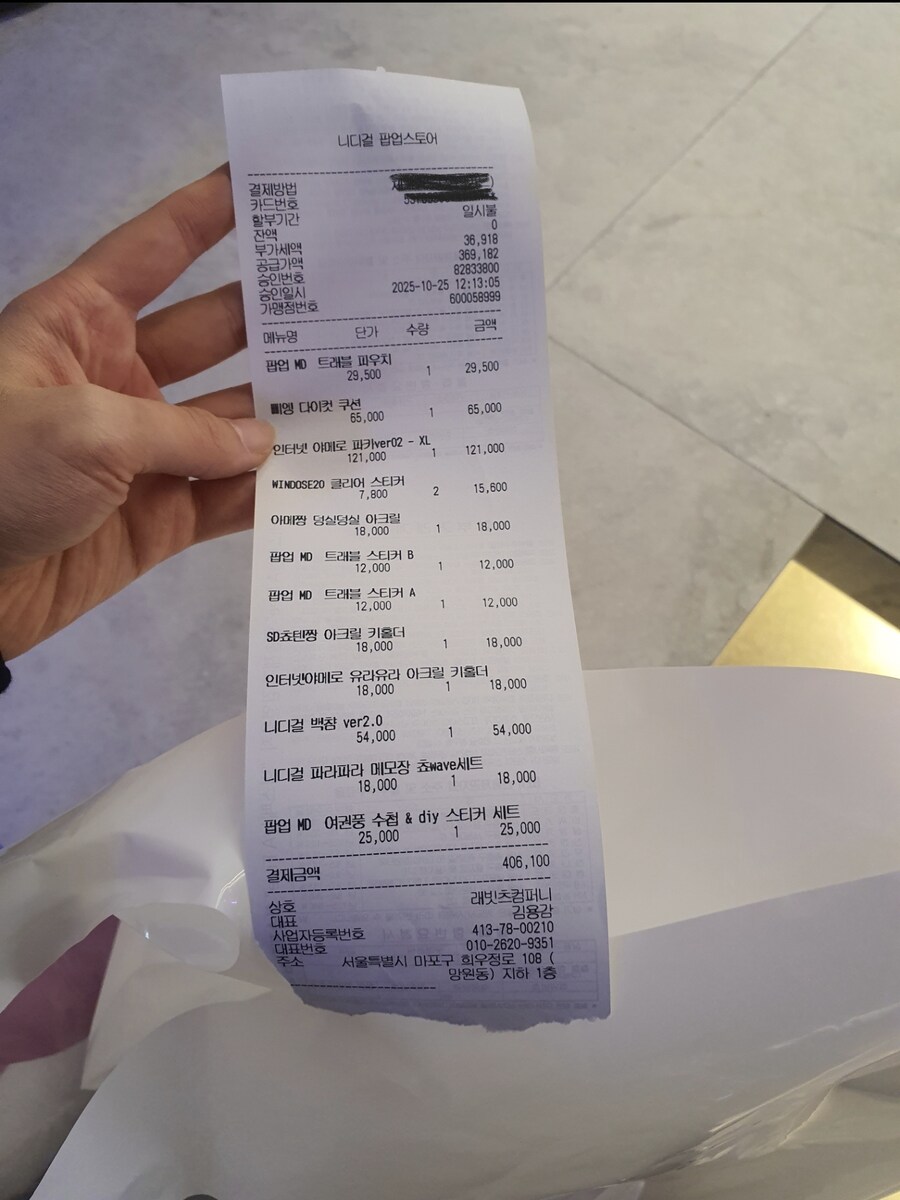 니디걸 팝업스토어
결제방법
카드번호
할부기간 일시불
잔액 0
부가세액 36,918
공급가액 369,182
승인번호 82833800
승인일시 2025-10-25 12:13:05
가맹점번호 600058999
메뉴명 단가 수량 금액
팝업 MD 트래블 파우치
29,500 1 29,500
삐엥 다이컷 쿠션
65,000 1 65,000
인터넷 야메로 파카ver02 - XL
121,000 1 121,000
WINDOSE20 클리어 스티커
7,800 2 15,600
아메짱 덩실덩실 아크릴
18,000 1 18,000
팝업 MD 트래블 스티커 B
12,000 1 12,000
팝업 MD 트래블 스티커 A
12,000 1 12,000
SD쵸텐짱 아크릴 키홀더
18,000 1 18,000
인터넷야메로 유라유라 아크릴 키홀더
18,000 1 18,000
니디걸 백참 ver2.0
54,000 1 54,000
니디걸 파라파라 메모장 쵸wave세트
18,000 1 18,000
팝업 MD 여권풍 수첩 & diy 스티커 세트
25,000 1 25,000
결제금액 406,100
상호 래빗츠컴퍼니
대표 김용감
사업자등록번호 413-78-00210
대표번호 010-2620-9351
주소 서울특별시 마포구 희우정로 108 (
망원동) 지하 1층